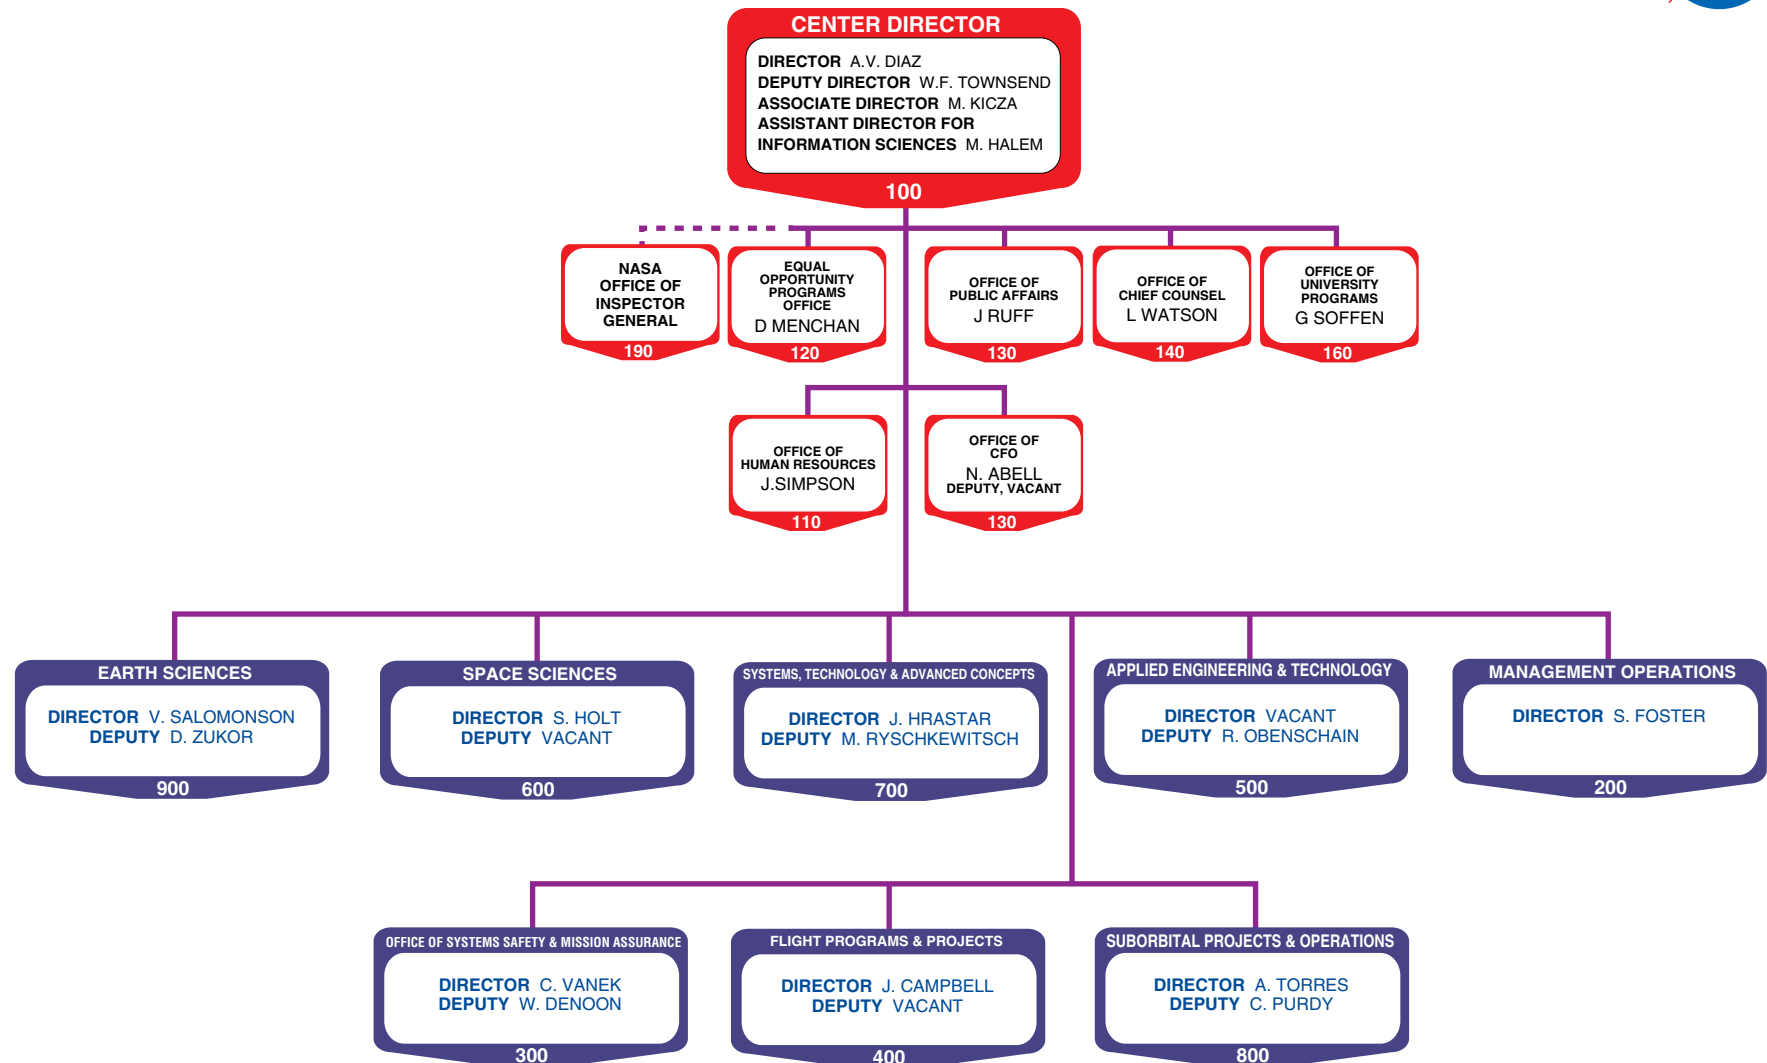 CENTER DIRECTOR
DIRECTOR A.V. DIAZ
DEPUTY DIRECTOR W.F. TOWNSEND
ASSOCIATE DIRECTOR M. KICZA
ASSISTANT DIRECTOR FOR
INFORMATION SCIENCES M. HALEM
100
NASA
OFFICE OF
INSPECTOR
GENERAL
190
EQUAL
OPPORTUNITY
PROGRAMS
OFFICE
D MENCHAN
120
OFFICE OF
PUBLIC AFFAIRS
J RUFF
130
OFFICE OF
CHIEF COUNSEL
L WATSON
140
OFFICE OF
UNIVERSITY
PROGRAMS
G SOFFEN
160
OFFICE OF
HUMAN RESOURCES
J.SIMPSON
110
OFFICE OF
CFO
N. ABELL
DEPUTY, VACANT
130
EARTH SCIENCES
DIRECTOR V. SALOMONSON
DEPUTY D. ZUKOR
900
SPACE SCIENCES
DIRECTOR S. HOLT
DEPUTY VACANT
600
SYSTEMS, TECHNOLOGY & ADVANCED CONCEPTS
DIRECTOR J. HRASTAR
DEPUTY M. RYSCHKEWITSCH
700
APPLIED ENGINEERING & TECHNOLOGY
DIRECTOR VACANT
DEPUTY R. OBENSCHAIN
500
MANAGEMENT OPERATIONS
DIRECTOR S. FOSTER
200
OFFICE OF SYSTEMS SAFETY & MISSION ASSURANCE
DIRECTOR C. VANEK
DEPUTY W. DENOON
300
FLIGHT PROGRAMS & PROJECTS
DIRECTOR J. CAMPBELL
DEPUTY VACANT
400
SUBORBITAL PROJECTS & OPERATIONS
DIRECTOR A. TORRES
DEPUTY C. PURDY
800